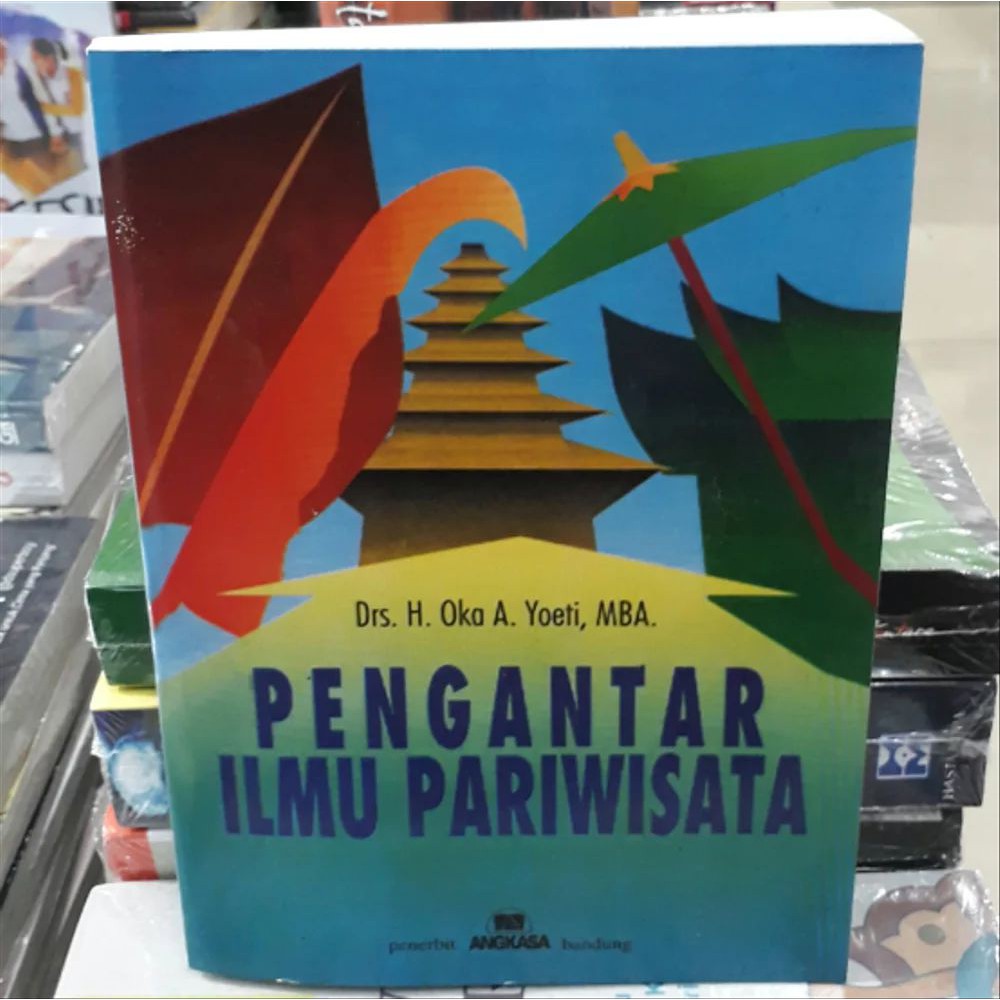 Drs. H. Oka A. Yoeti, MBA.
PENGANTAR
ILMU PARIWISATA
penerbit ANGKASA bandung